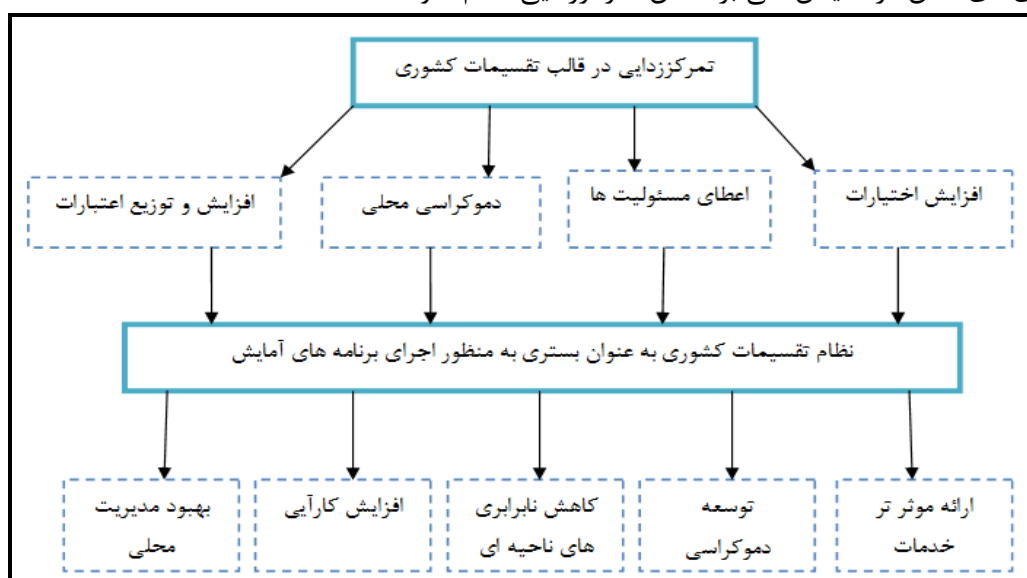 تمرکززدایی در قالب تقسیمات کشوری
افزایش اختیارات
اعطای مسئولیت ها
دموکراسی محلی
افزایش و توزیع اعتبارات
نظام تقسیمات کشوری به عنوان بستری به منظور اجرای برنامه های آمایش
ارائه موثر تر
خدمات
توسعه
دموکراسی
کاهش نابرابری
های ناحیه ای
افزایش کارآیی
بهبود مدیریت
محلی